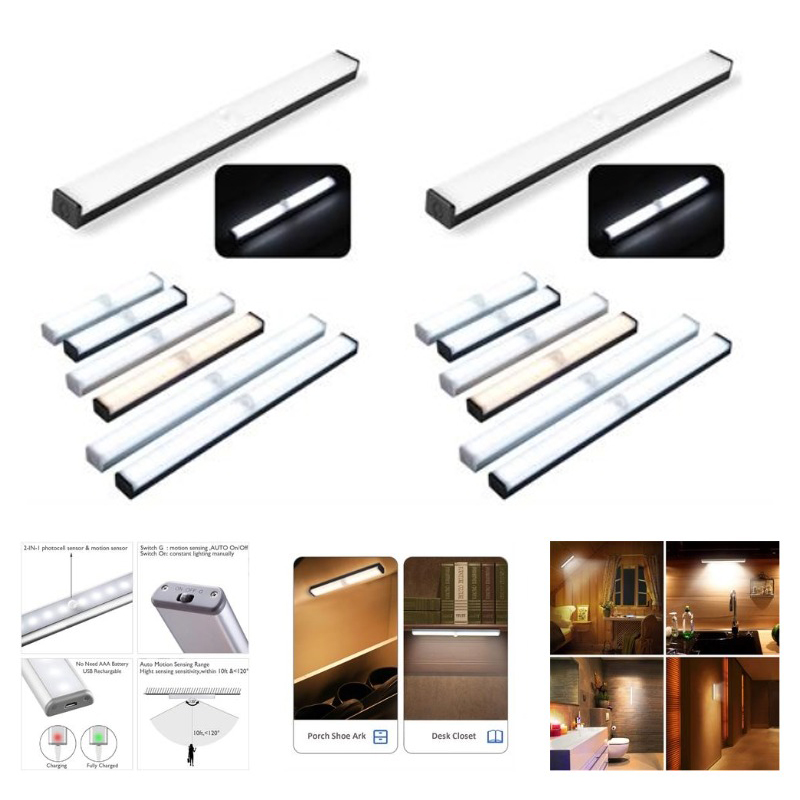 2-IN-1 photocell sensor & motion sensor
Switch G : motion sensing ,AUTO On/Off
Switch On: constant lighting manually
ON OFF G
No Need AAA Battery
USB Rechargable
Charging
Fully Charged
Auto Motion Sensing Range
Hight sensing sensitivity,within 10ft &<120°
10ft,<120°
Porch Shoe Ark
Desk Closet